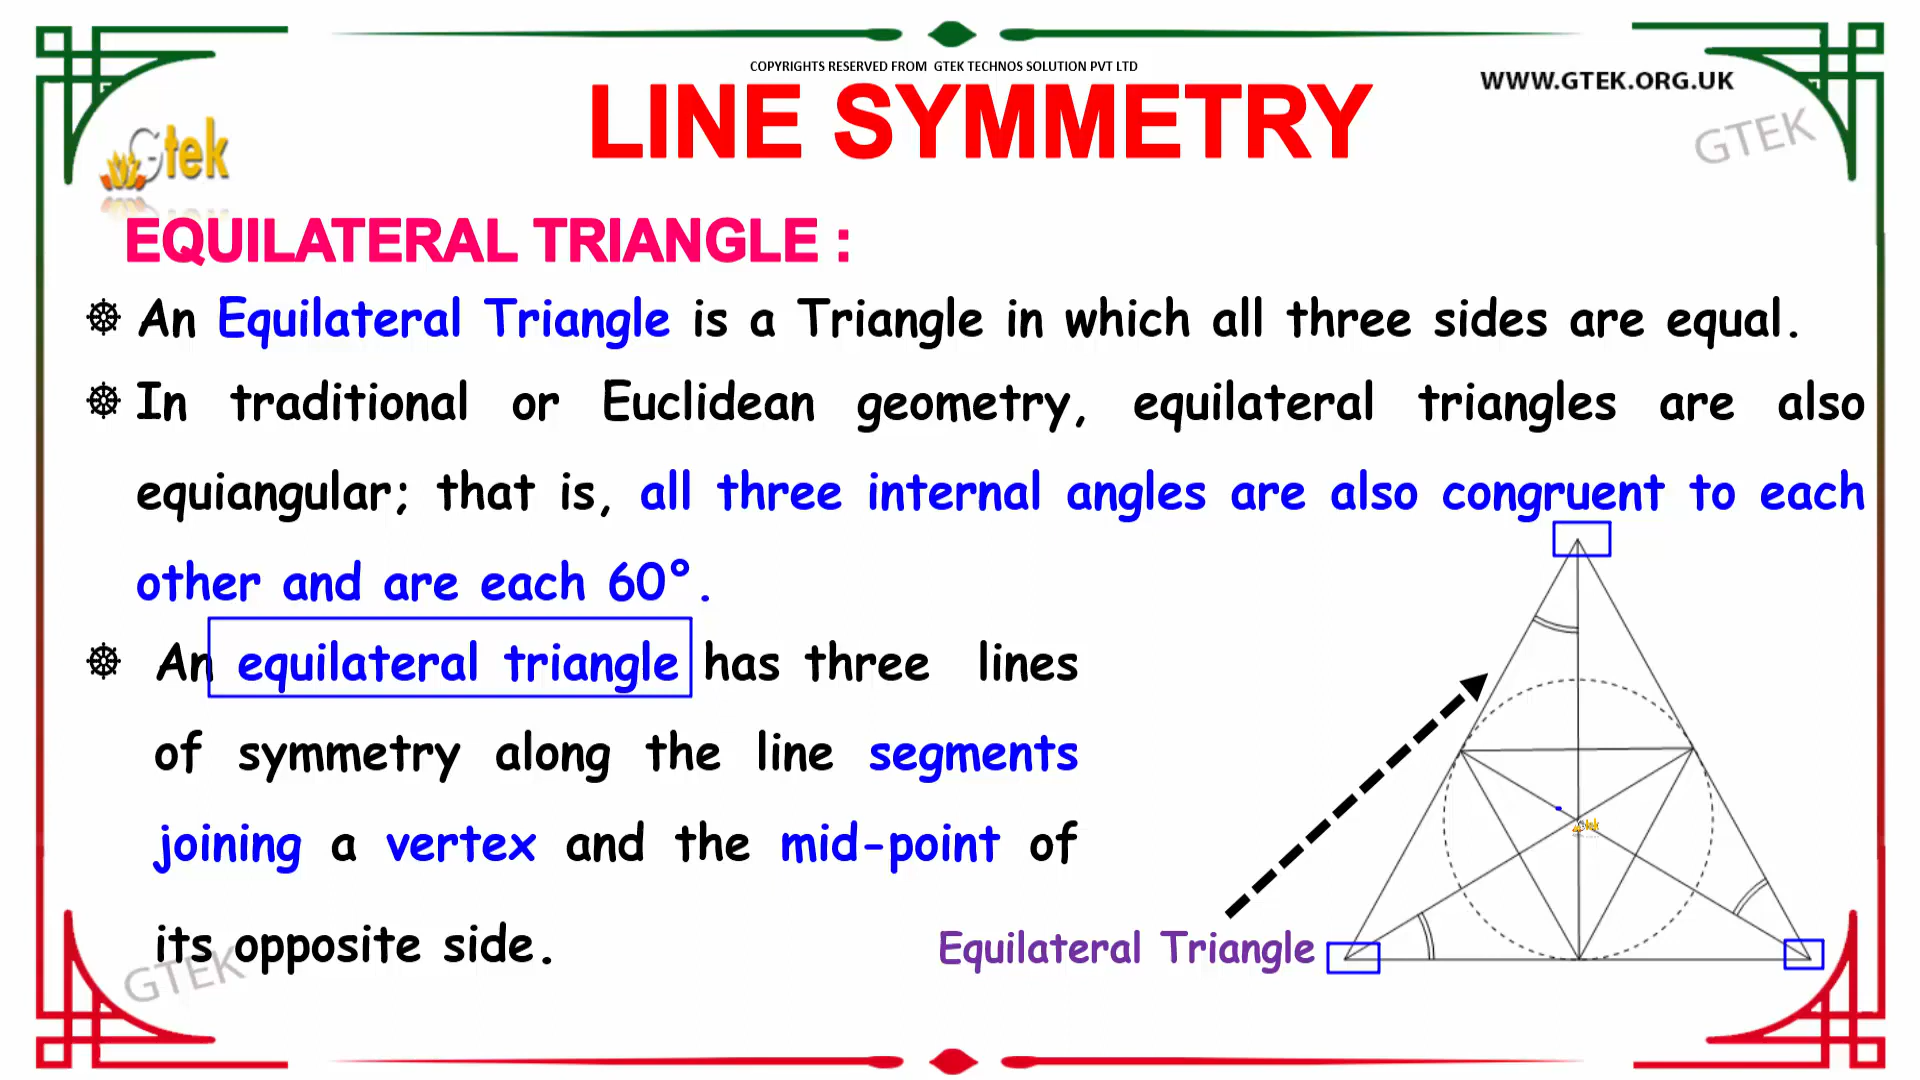 COPYRIGHTS RESERVED FROM GTEK TECHNOS SOLUTION PVT LTD
WWW.GTEK.ORG.UK
LINE SYMMETRY
GTEK
Gtek
EQUILATERAL TRIANGLE :
An Equilateral Triangle is a Triangle in which all three sides are equal.
In traditional or Euclidean geometry, equilateral triangles are also
equiangular; that is, all three internal angles are also congruent to each
other and are each 60°.
An equilateral triangle has three lines
of symmetry along the line segments
joining a vertex and the mid-point of
its opposite side.
Equilateral Triangle
Gtek
GTEK